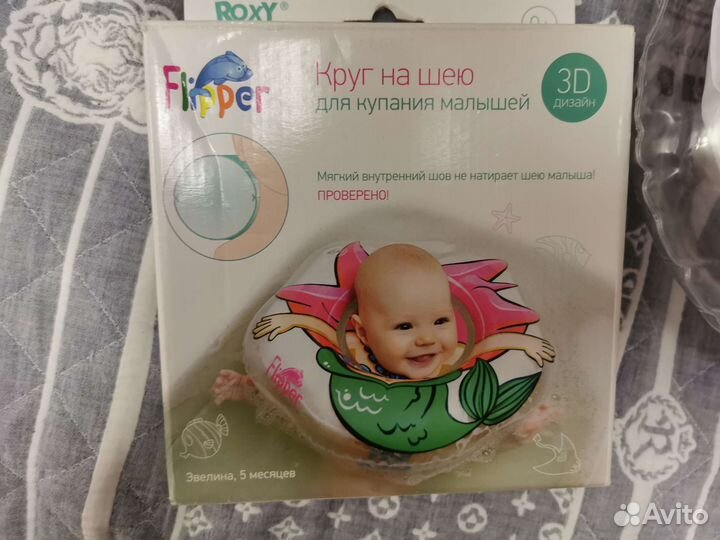 ROXY®
0+
Flipper
Круг на шею
для купания малышей
3D
дизайн
Мягкий внутренний шов не натирает шею малыша!
ПРОВЕРЕНО!
Flipper
Эвелина, 5 месяцев
Avito